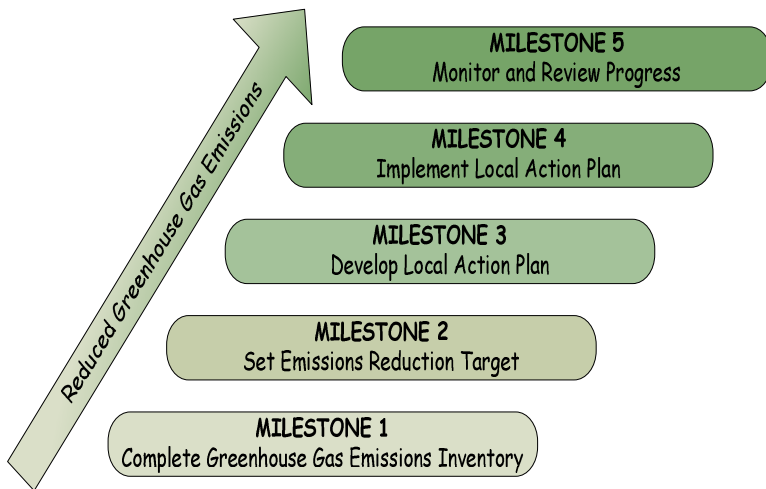 MILESTONE 5
Monitor and Review Progress
MILESTONE 4
Implement Local Action Plan
MILESTONE 3
Develop Local Action Plan
MILESTONE 2
Set Emissions Reduction Target
MILESTONE 1
Complete Greenhouse Gas Emissions Inventory
Reduced Greenhouse Gas Emissions